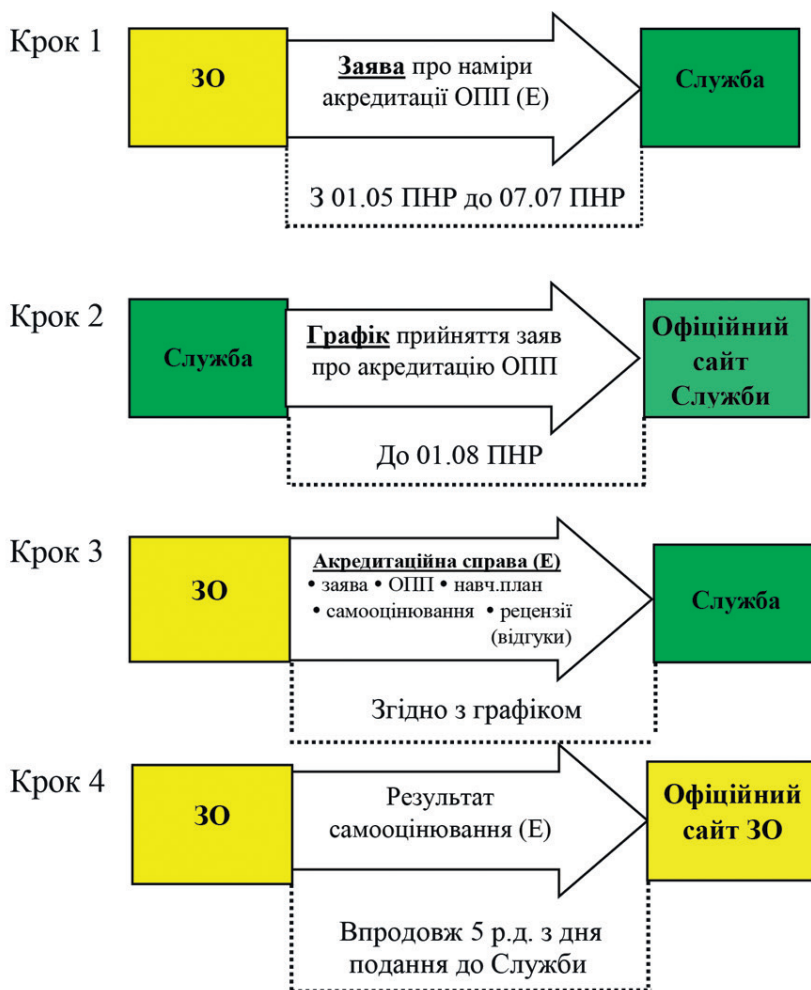 Крок 1
ЗО
Заява про наміри
акредитації ОПП (Е)
Служба
З 01.05 ПНР до 07.07 ПНР
Крок 2
Служба
Графік прийняття заяв
про акредитацію ОПП
Офіційний
сайт
Служби
До 01.08 ПНР
Крок 3
ЗО
Акредитаційна справа (Е)
• заява • ОПП • навч.план
• самооцінювання • рецензії
(відгуки)
Служба
Згідно з графіком
Крок 4
ЗО
Результат
самооцінювання (Е)
Офіційний
сайт ЗО
Впродовж 5 р.д. з дня
подання до Служби